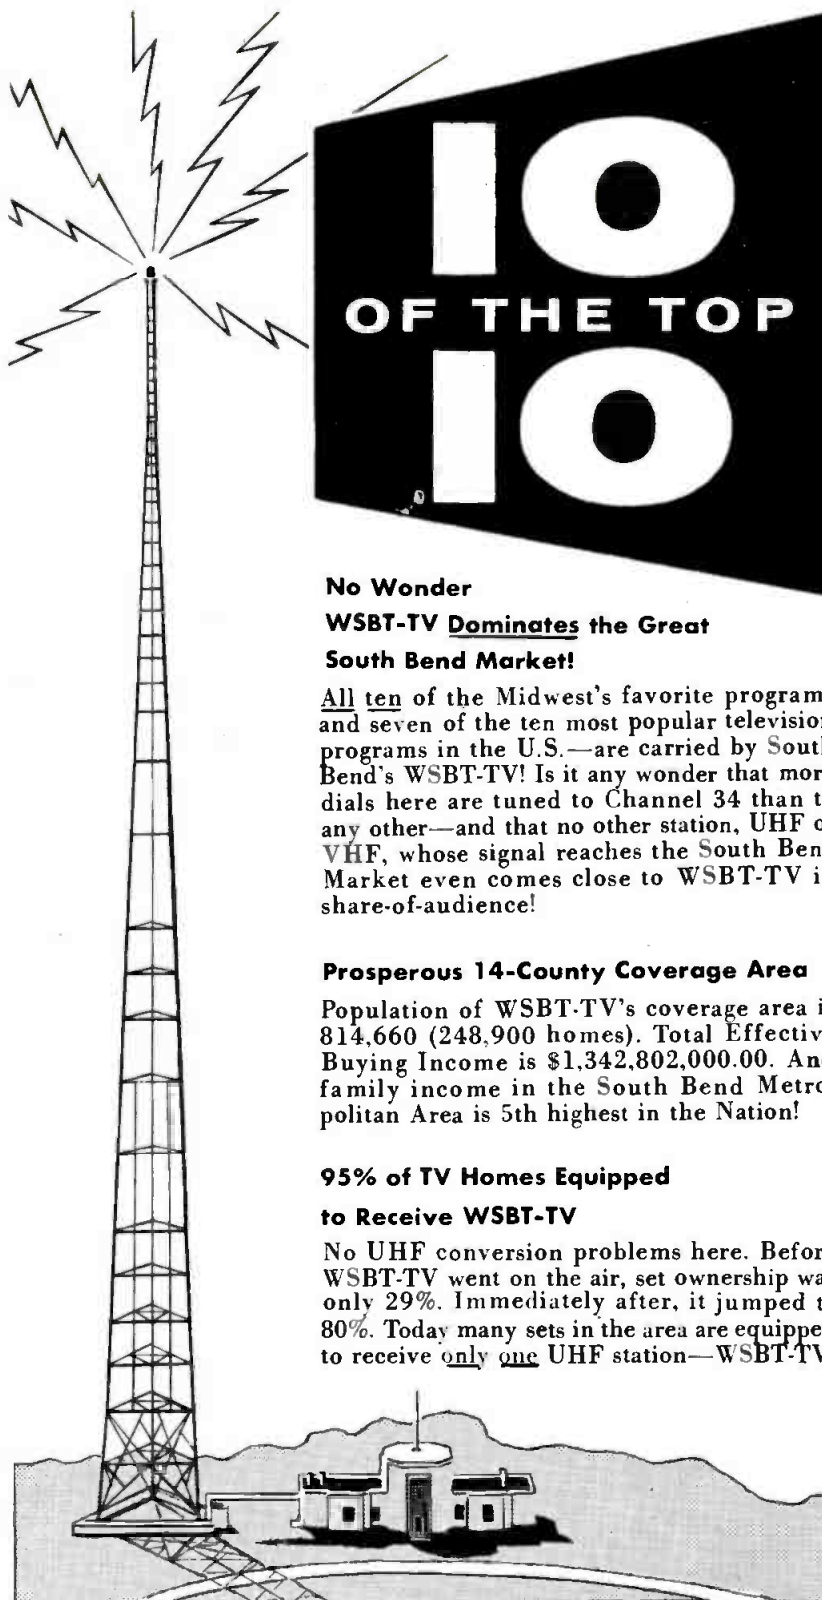 10
OF THE TOP
10
No Wonder
WSBT-TV Dominates the Great
South Bend Market!
All ten of the Midwest's favorite program
and seven of the ten most popular televisio
programs in the U.S.—are carried by Sout
Bend's WSBT-TV! Is it any wonder that mor
dials here are tuned to Channel 34 than t
any other—and that no other station, UHF o
VHF, whose signal reaches the South Ben
Market even comes close to WSBT-TV i
share-of-audience!
Prosperous 14-County Coverage Area
Population of WSBT-TV's coverage area i
814,660 (248,900 homes). Total Effectiv
Buying Income is $1,342,802,000.00. An
family income in the South Bend Metro
politan Area is 5th highest in the Nation!
95% of TV Homes Equipped
to Receive WSBT-TV
No UHF conversion problems here. Befor
WSBT-TV went on the air, set ownership wa
only 29%. Immediately after, it jumped t
80%. Today many sets in the area are equippe
to receive only one UHF station—WSBT-TV